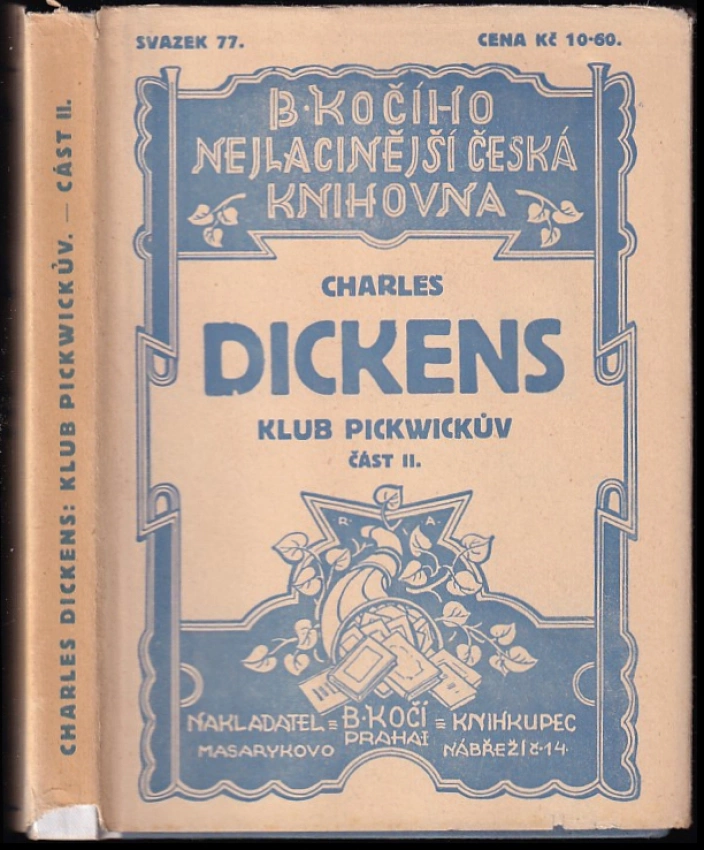 CHARLES DICKENS: KLUB PICKWICKŮV. — ČÁST II.
SVAZEK 77.
CENA KČ 10·60.
B·KOČÍHO
NEJLACINĚJŠÍ ČESKÁ
KNIHOVNA
CHARLES
DICKENS
KLUB PICKWICKŮV
ČÁST II.
R. A.
NAKLADATEL = B·KOČÍ = KNIHKUPEC
PRAHA I
MASARYKOVO NÁBŘEŽÍ Č·14·